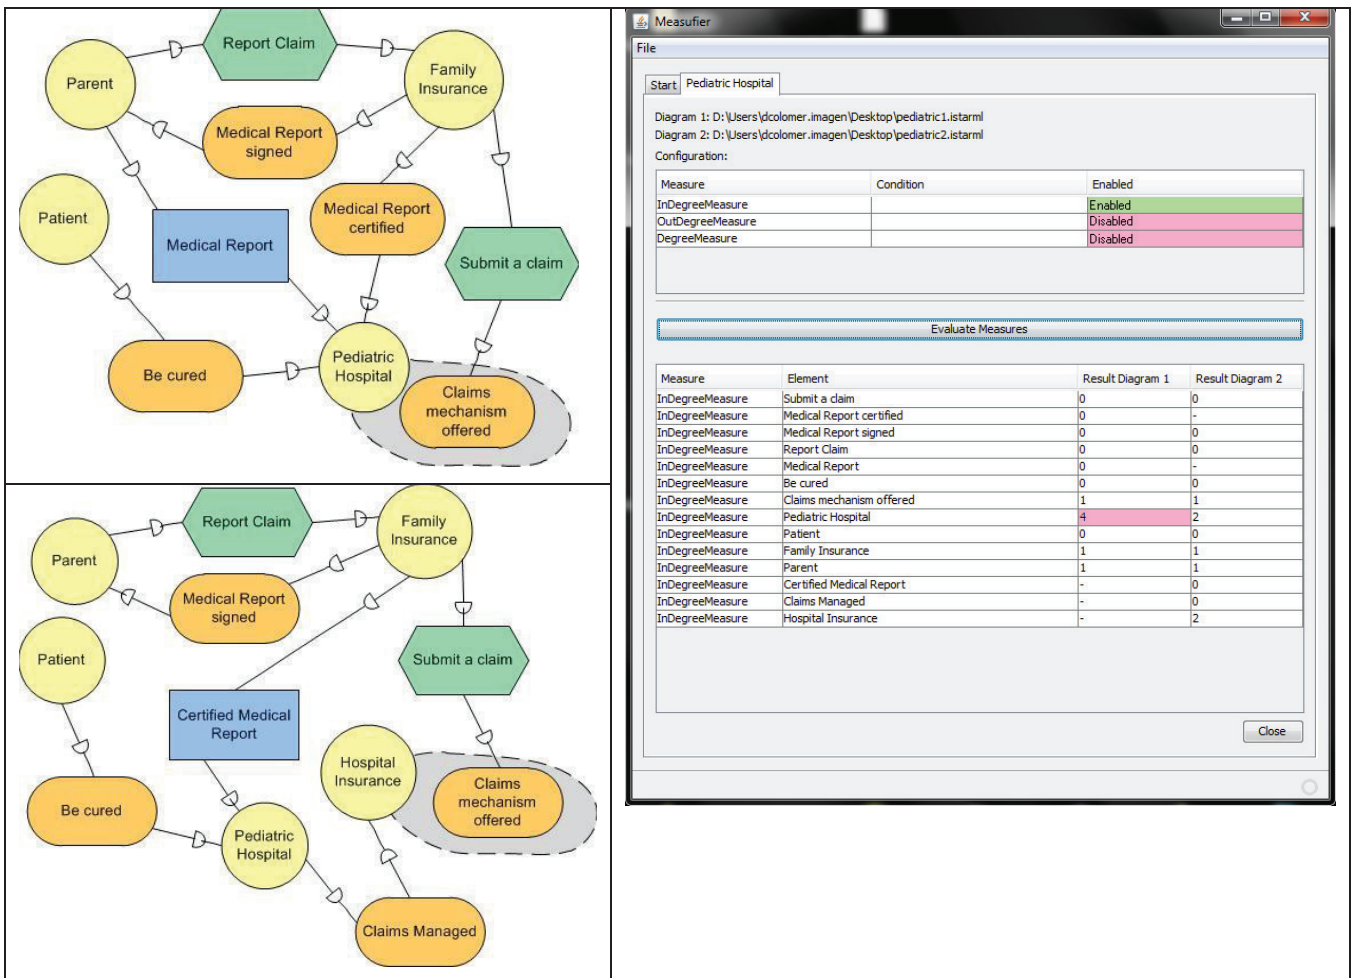 Report Claim
Parent
Family
Insurance
Medical Report
signed
Patient
Medical Report
certified
Medical Report
Submit a claim
Pediatric
Hospital
Be cured
Claims
mechanism
offered
Report Claim
Family
Insurance
Parent
Medical Report
signed
Patient
Submit a claim
Certified Medical
Report
Hospital
Insurance
Claims
mechanism
offered
Be cured
Pediatric
Hospital
Claims Managed
Measufier
File
Start Pediatric Hospital
Diagram 1: D:\Users\dcolomer.imagen\Desktop\pediatric1.istarml
Diagram 2: D:\Users\dcolomer.imagen\Desktop\pediatric2.istarml
Configuration:
Measure Condition Enabled
InDegreeMeasure Enabled
OutDegreeMeasure Disabled
DegreeMeasure Disabled
Evaluate Measures
Measure Element Result Diagram 1 Result Diagram 2
InDegreeMeasure Submit a claim 0 0
InDegreeMeasure Medical Report certified 0 -
InDegreeMeasure Medical Report signed 0 0
InDegreeMeasure Report Claim 0 0
InDegreeMeasure Medical Report 0 -
InDegreeMeasure Be cured 0 0
InDegreeMeasure Claims mechanism offered 1 1
InDegreeMeasure Pediatric Hospital 4 2
InDegreeMeasure Patient 0 0
InDegreeMeasure Family Insurance 1 1
InDegreeMeasure Parent 1 1
InDegreeMeasure Certified Medical Report - 0
InDegreeMeasure Claims Managed - 0
InDegreeMeasure Hospital Insurance - 2
Close